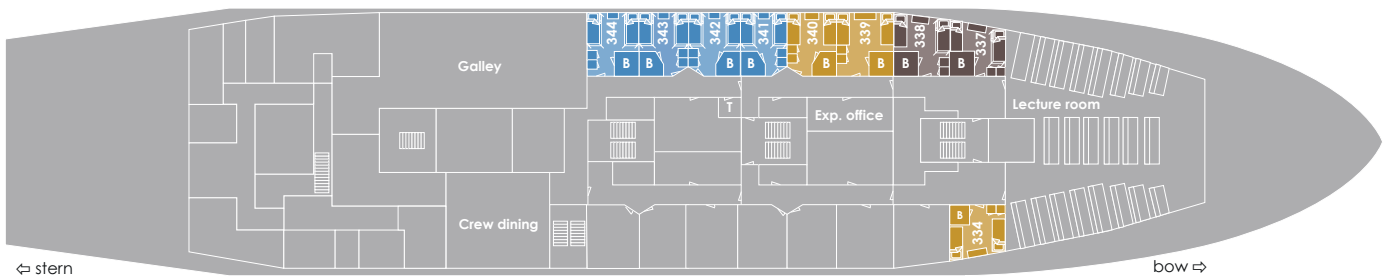 344
343
342
341
340
339
338
337
B
B
B
B
B
B
B
B
Galley
T
Exp. office
Lecture room
Crew dining
B
334
⇦ stern
bow ⇨